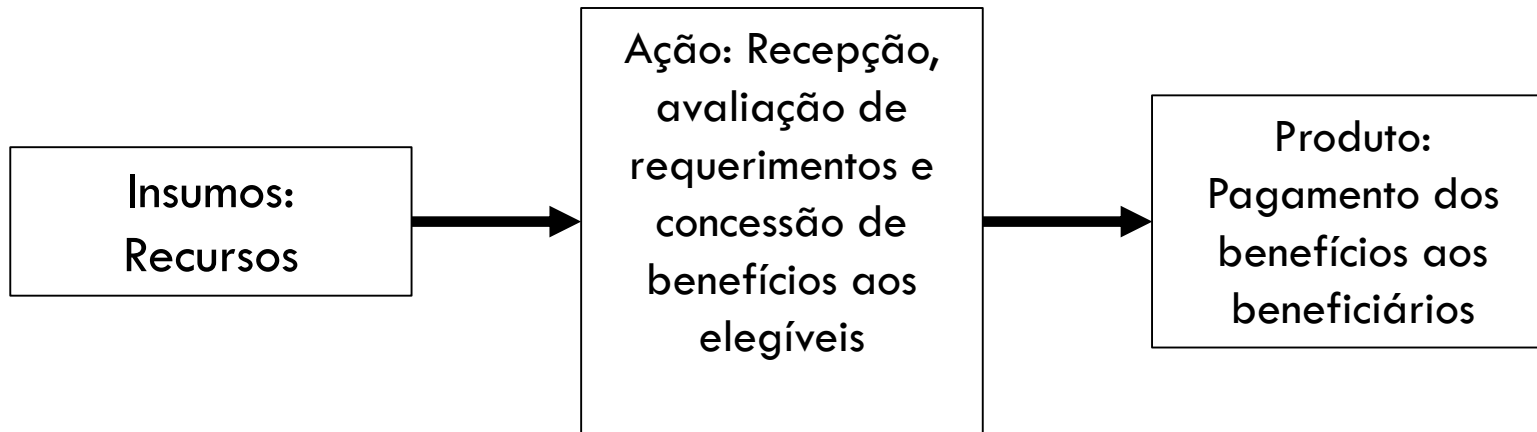 Insumos:
Recursos
Ação: Recepção,
avaliação de
requerimentos e
concessão de
benefícios aos
elegíveis
Produto:
Pagamento dos
benefícios aos
beneficiários